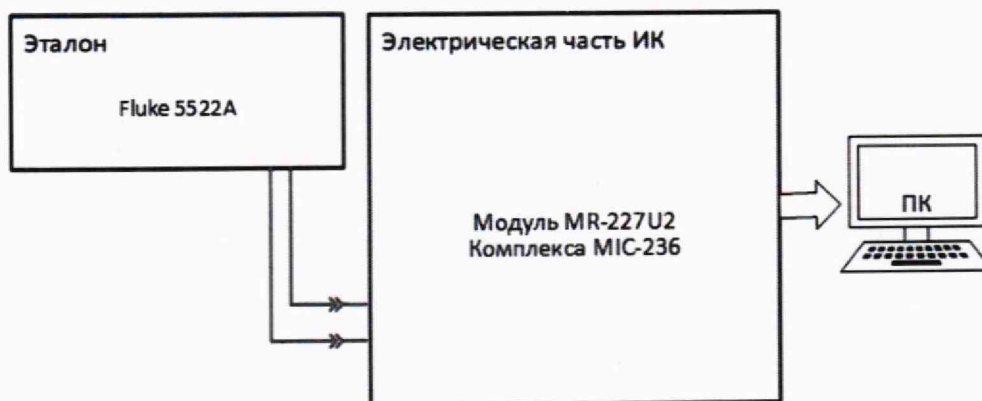 Эталон
Fluke 5522A
Электрическая часть ИК
Модуль MR-227U2
Комплекса MIC-236
ПК